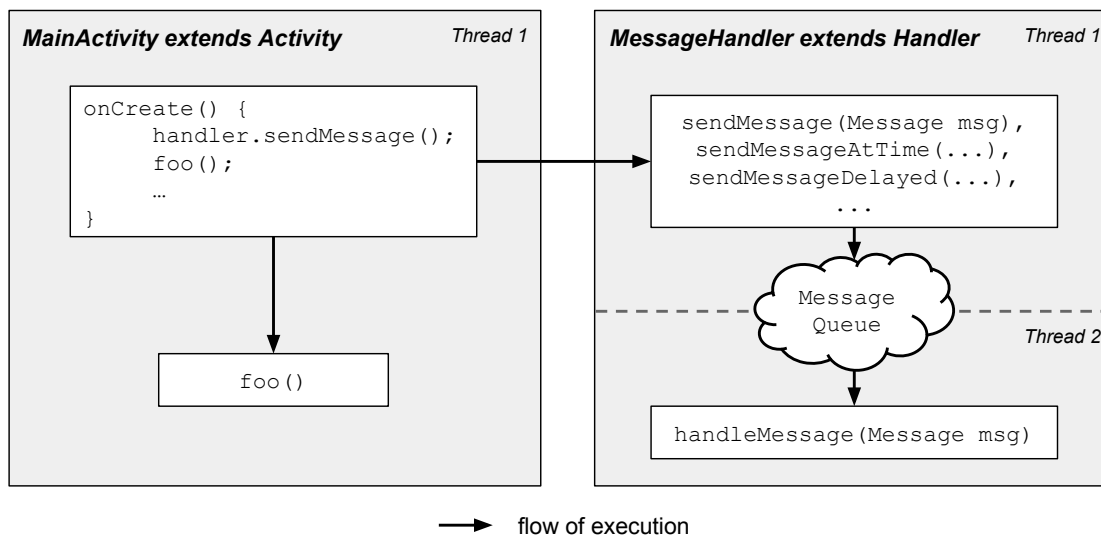 MainActivity extends Activity
Thread 1
onCreate() {
handler.sendMessage();
foo();
…
}
foo()
MessageHandler extends Handler
Thread 1
sendMessage(Message msg),
sendMessageAtTime(...),
sendMessageDelayed(...),
...
Message
Queue
Thread 2
handleMessage(Message msg)
flow of execution